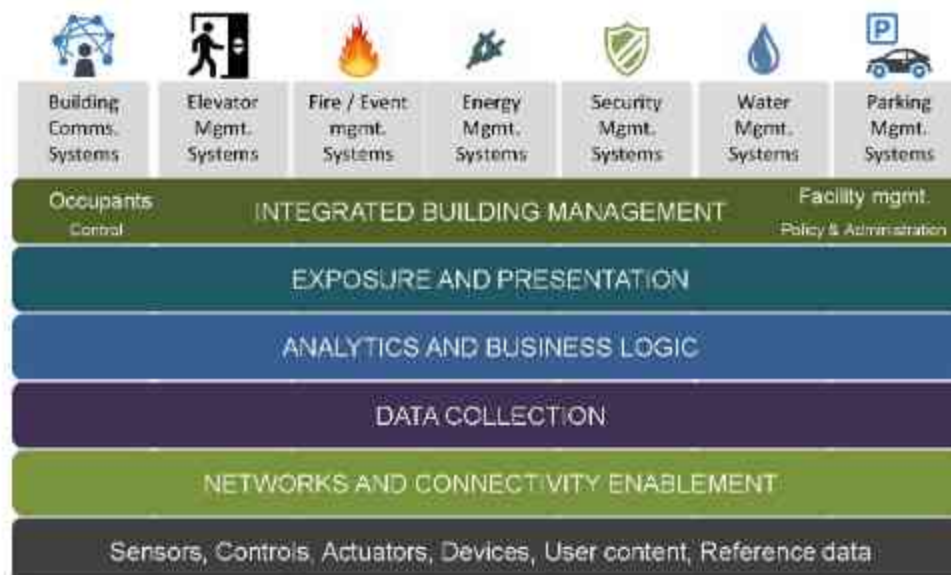 P
Building
Comms.
Systems
Elevator
Mgmt.
Systems
Fire / Event
mgmt.
Systems
Energy
Mgmt.
Systems
Security
Mgmt.
Systems
Water
Mgmt.
Systems
Parking
Mgmt.
Systems
Occupants
Control
INTEGRATED BUILDING MANAGEMENT
Facility mgmt.
Policy & Administration
EXPOSURE AND PRESENTATION
ANALYTICS AND BUSINESS LOGIC
DATA COLLECTION
NETWORKS AND CONNECTIVITY ENABLEMENT
Sensors, Controls, Actuators, Devices, User content, Reference data